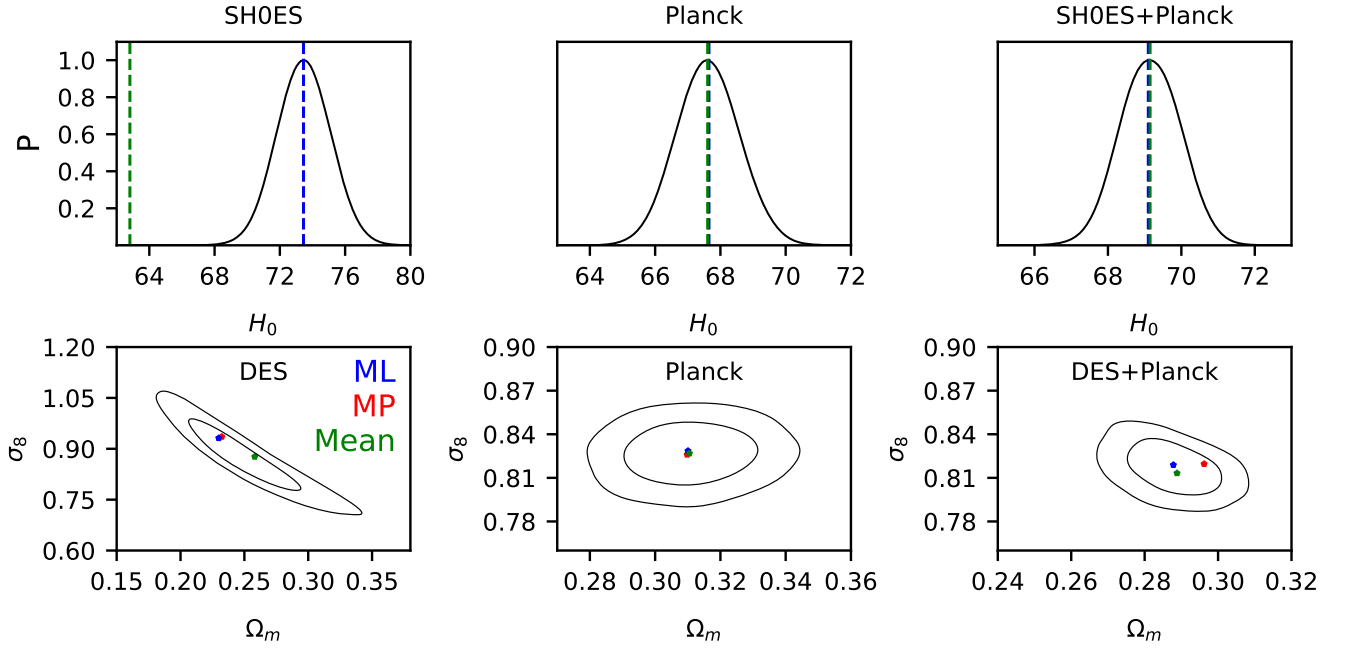 SH0ES Planck SH0ES+Planck
P
1.0
0.8
0.6
0.4
0.2
64 68 72 76 80
64 66 68 70 72
66 68 70 72
H₀ H₀ H₀
DES
ML
MP
Mean
σ₈
1.20
1.05
0.90
0.75
0.60
0.15 0.20 0.25 0.30 0.35
Ωₘ
Planck
σ₈
0.90
0.87
0.84
0.81
0.78
0.28 0.30 0.32 0.34 0.36
Ωₘ
DES+Planck
σ₈
0.90
0.87
0.84
0.81
0.78
0.24 0.26 0.28 0.30 0.32
Ωₘ